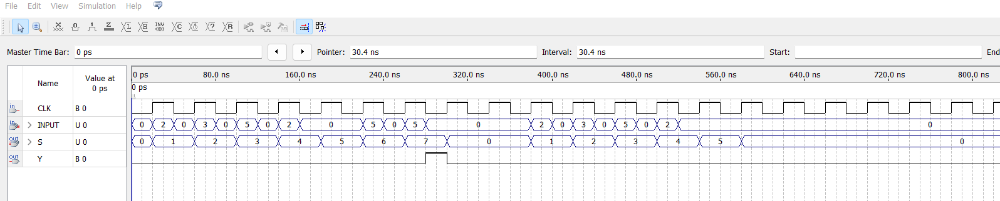 File Edit View Simulation Help
Master Time Bar: 0 ps Pointer: 30.4 ns Interval: 30.4 ns Start: End
Name Value at 0 ps 0 ps 80.0 ns 160.0 ns 240.0 ns 320.0 ns 400.0 ns 480.0 ns 560.0 ns 640.0 ns 720.0 ns 800.0 ns
0 ps
in CLK B 0
in INPUT U 0 0 2 0 3 0 5 0 2 0 5 0 5 0 2 0 3 0 5 0 2 0
out S U 0 0 1 2 3 4 5 6 7 0 1 2 3 4 5 0
out Y B 0